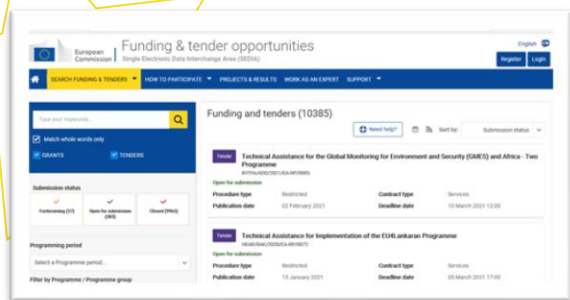 European
Commission
Funding & tender opportunities
Single Electronic Data Interchange Area (SEDIA)
English
Register
Login
SEARCH FUNDING & TENDERS
HOW TO PARTICIPATE
PROJECTS & RESULTS
WORK AS AN EXPERT
SUPPORT
Type your keywords...
Match whole words only
GRANTS
TENDERS
Submission status
Forthcoming
Open for submission
Closed
Programming period
Select a Programme period...
Filter by Programme / Programme group
Funding and tenders (10385)
Need help?
Sort by:
Submission status
Tender
Technical Assistance for the Global Monitoring for Environment and Security (GMES) and Africa - Two
Programme
Open for submission
Procedure type
Restricted
Contract type
Services
Publication date
02 February 2021
Deadline date
10 March 2021 12:00
Tender
Technical Assistance for Implementation of the EU4Lankaran Programme
Open for submission
Procedure type
Restricted
Contract type
Services
Publication date
15 January 2021
Deadline date
05 March 2021 17:00